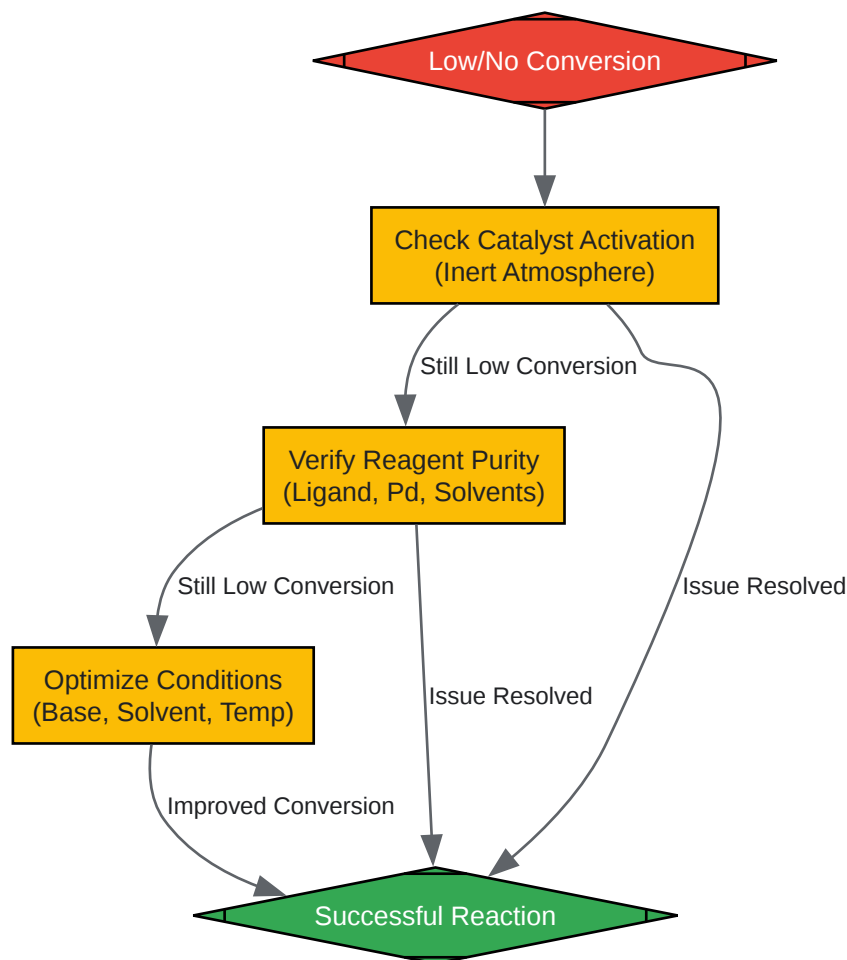 Low/No Conversion
Check Catalyst Activation
(Inert Atmosphere)
Still Low Conversion
Verify Reagent Purity
(Ligand, Pd, Solvents)
Still Low Conversion
Issue Resolved
Optimize Conditions
(Base, Solvent, Temp)
Issue Resolved
Improved Conversion
Successful Reaction